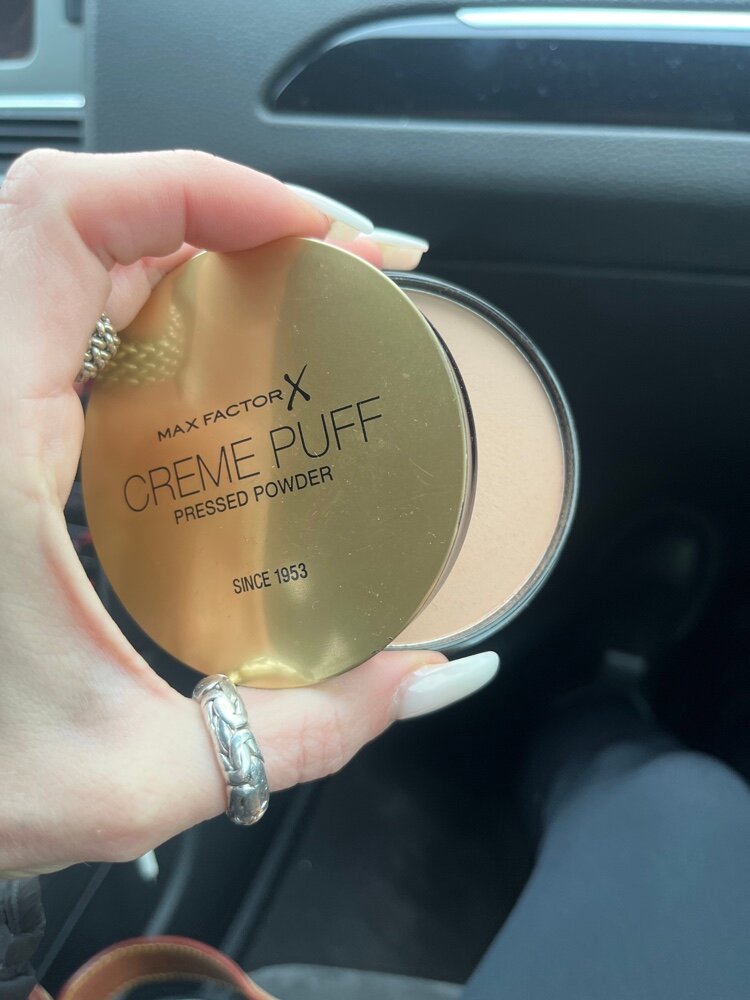 MAX FACTOR X
CREME PUFF
PRESSED POWDER
SINCE 1953